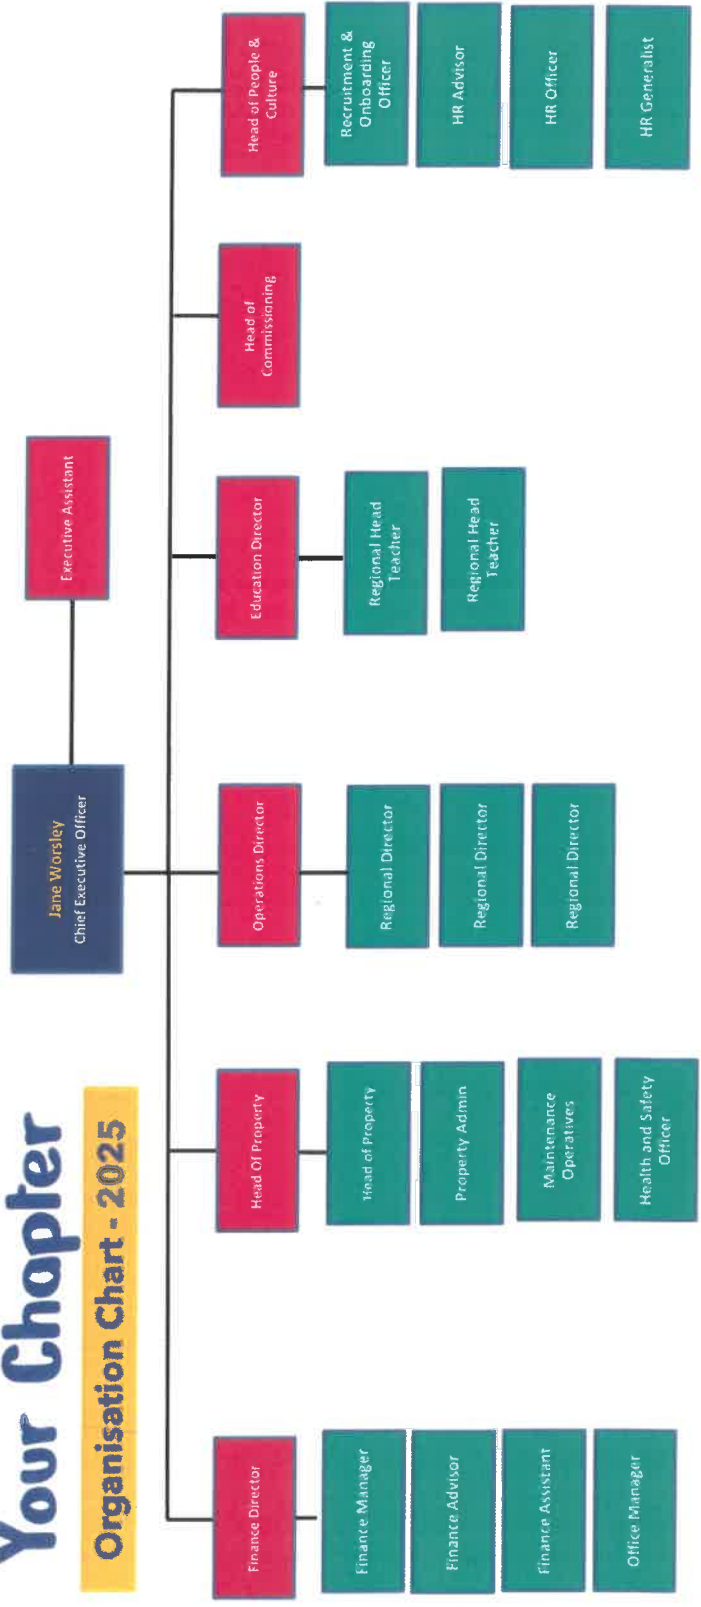 Your Chapter
Organisation Chart - 2025
Jane Worsley
Chief Executive Officer
Executive Assistant
Finance Director
Finance Manager
Finance Advisor
Finance Assistant
Office Manager
Head Of Property
Head of Property
Property Admin
Maintenance
Operatives
Health and Safety
Officer
Operations Director
Regional Director
Regional Director
Regional Director
Education Director
Regional Head
Teacher
Regional Head
Teacher
Head of
Commissioning
Head of People &
Culture
Recruitment &
Onboarding
Officer
HR Advisor
HR Officer
HR Generalist